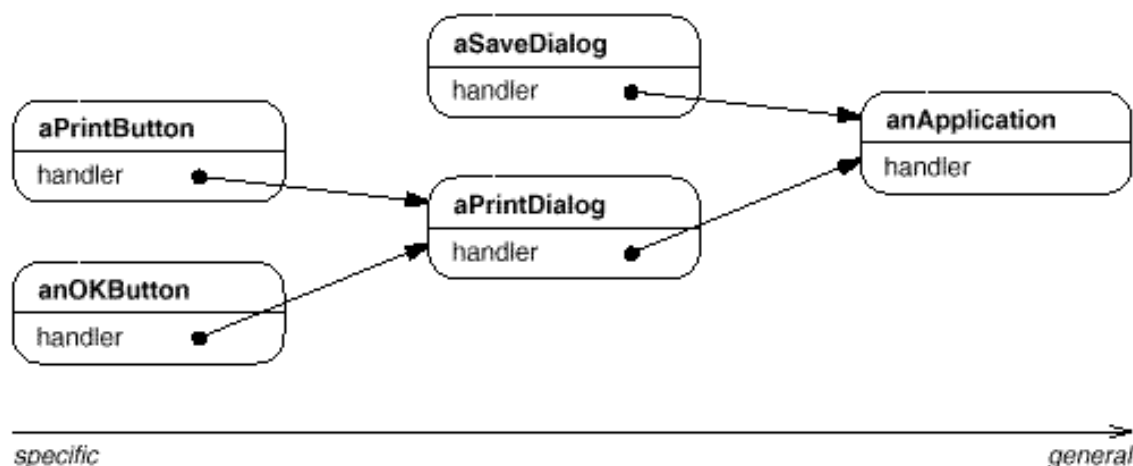 aSaveDialog
handler
aPrintButton
handler
anApplication
handler
aPrintDialog
handler
anOKButton
handler
specific
general